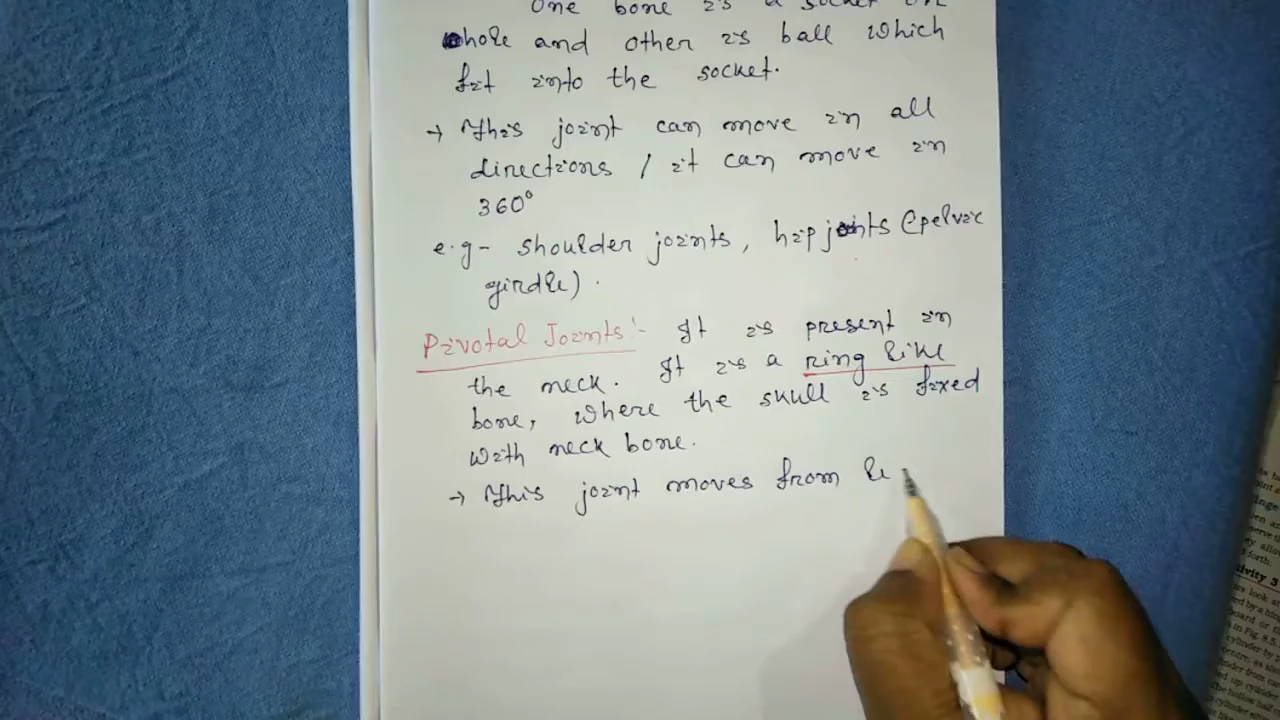 One bone is a socket or
hole and other is ball which
fit into the socket.
→ This joint can move in all
directions / it can move in
360°
e.g - shoulder joints, hip joints (pelvic
girdle).
Pivotal Joints:- It is present in
the neck. It is a ring like
bone, where the skull is fixed
with neck bone.
→ This joint moves from le
forth.
ivity 3